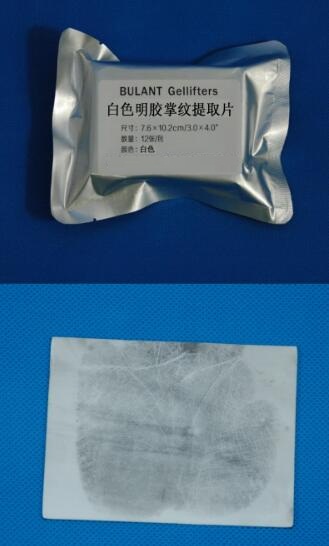 BULANT Gellifters
白色明胶掌纹提取片
尺寸：7.6×10.2cm/3.0×4.0"
数量：12张/包
颜色：白色